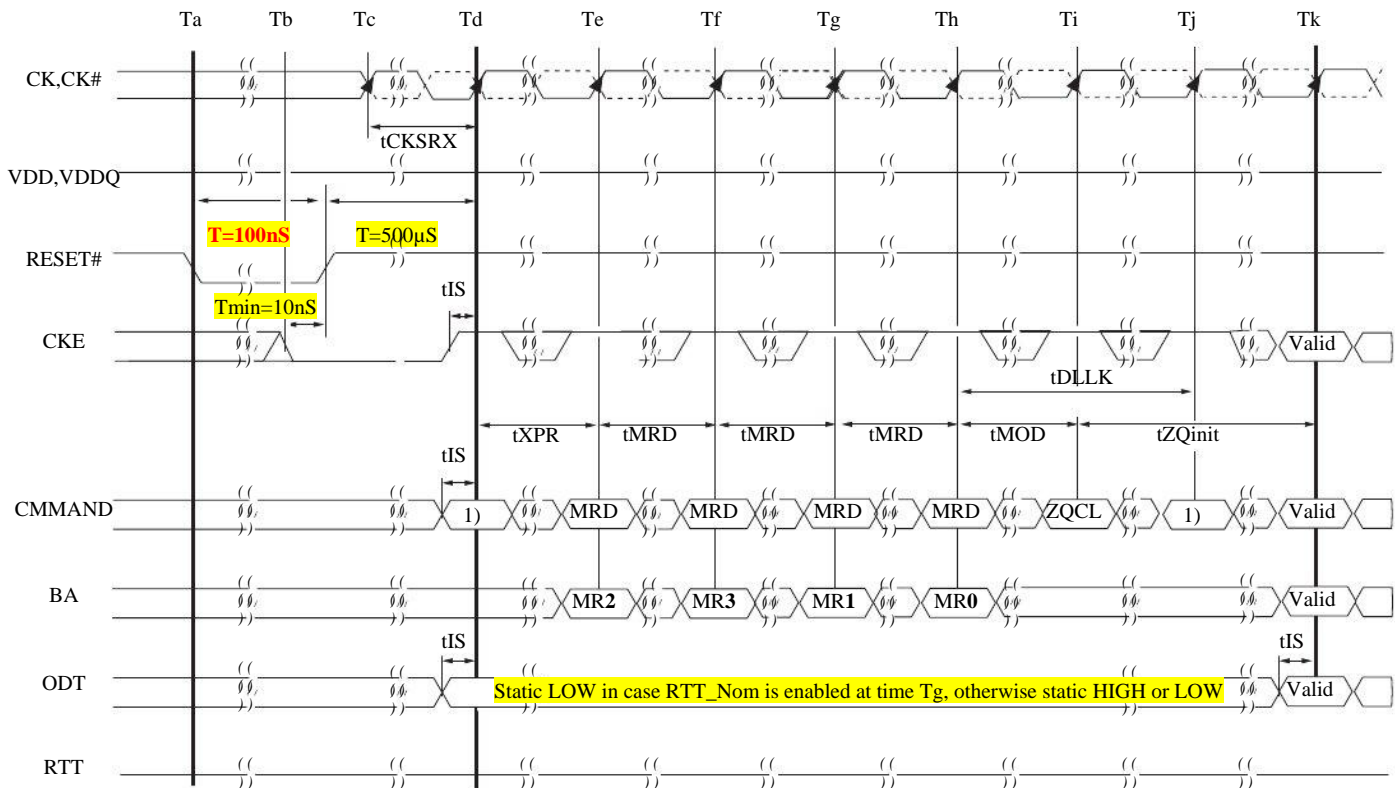 Ta Tb Tc Td Te Tf Tg Th Ti Tj Tk
CK,CK#
tCKSRX
VDD,VDDQ
T=100nS T=500µS
RESET#
Tmin=10nS tIS
CKE Valid
tDLLK
tXPR tMRD tMRD tMRD tMOD tZQinit
tIS
CMMAND 1) MRD MRD MRD MRD ZQCL 1) Valid
BA MR2 MR3 MR1 MR0 Valid
tIS tIS
ODT Static LOW in case RTT_Nom is enabled at time Tg, otherwise static HIGH or LOW Valid
RTT